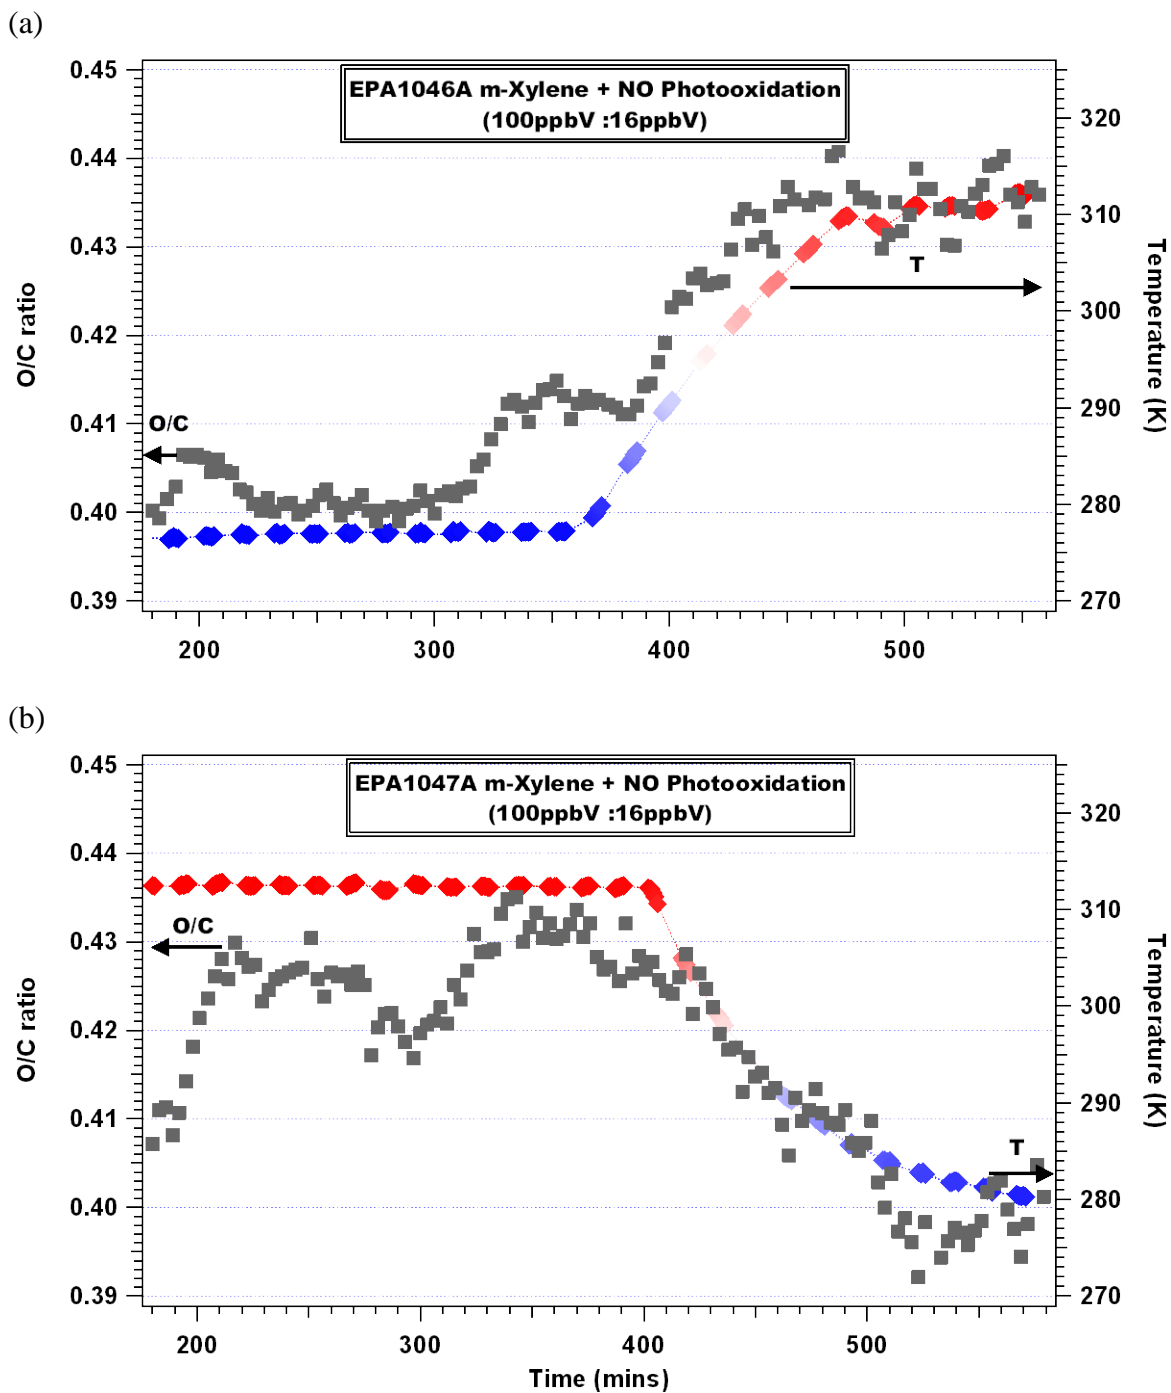 (a)
EPA1046A m-Xylene + NO Photooxidation
(100ppbV :16ppbV)
0.45
0.44
0.43
0.42
0.41
0.40
0.39
O/C ratio
O/C
T
320
310
300
290
280
270
Temperature (K)
200
300
400
500
(b)
EPA1047A m-Xylene + NO Photooxidation
(100ppbV :16ppbV)
0.45
0.44
0.43
0.42
0.41
0.40
0.39
O/C ratio
O/C
T
320
310
300
290
280
270
Temperature (K)
200
300
400
500
Time (mins)